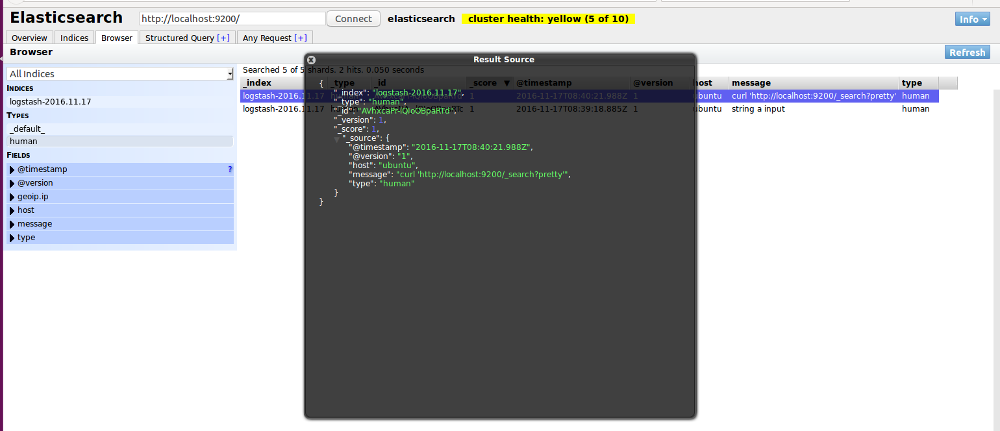 Elasticsearch http://localhost:9200/ Connect elasticsearch cluster health: yellow (5 of 10) Info
Overview Indices Browser Structured Query [+] Any Request [+]
Browser Refresh
All Indices
INDICES
logstash-2016.11.17
TYPES
_default_
human
FIELDS
@timestamp ?
@version
geoip.ip
host
message
type
Searched 5 of 5 shards. 2 hits. 0.050 seconds
_index _type _id _score ▼ @timestamp @version host message type
logstash-2016.11.17 1 2016-11-17T08:40:21.988Z 1 ubuntu curl 'http://localhost:9200/_search?pretty' human
logstash-2016.11.17 1 2016-11-17T08:39:18.885Z 1 ubuntu string a input human
Result Source
{
"_index": "logstash-2016.11.17",
"_type": "human",
"_id": "AVhxcaPr-lQIoOBpaRTd",
"_version": 1,
"_score": 1,
"_source": {
"@timestamp": "2016-11-17T08:40:21.988Z",
"@version": "1",
"host": "ubuntu",
"message": "curl 'http://localhost:9200/_search?pretty'",
"type": "human"
}
}